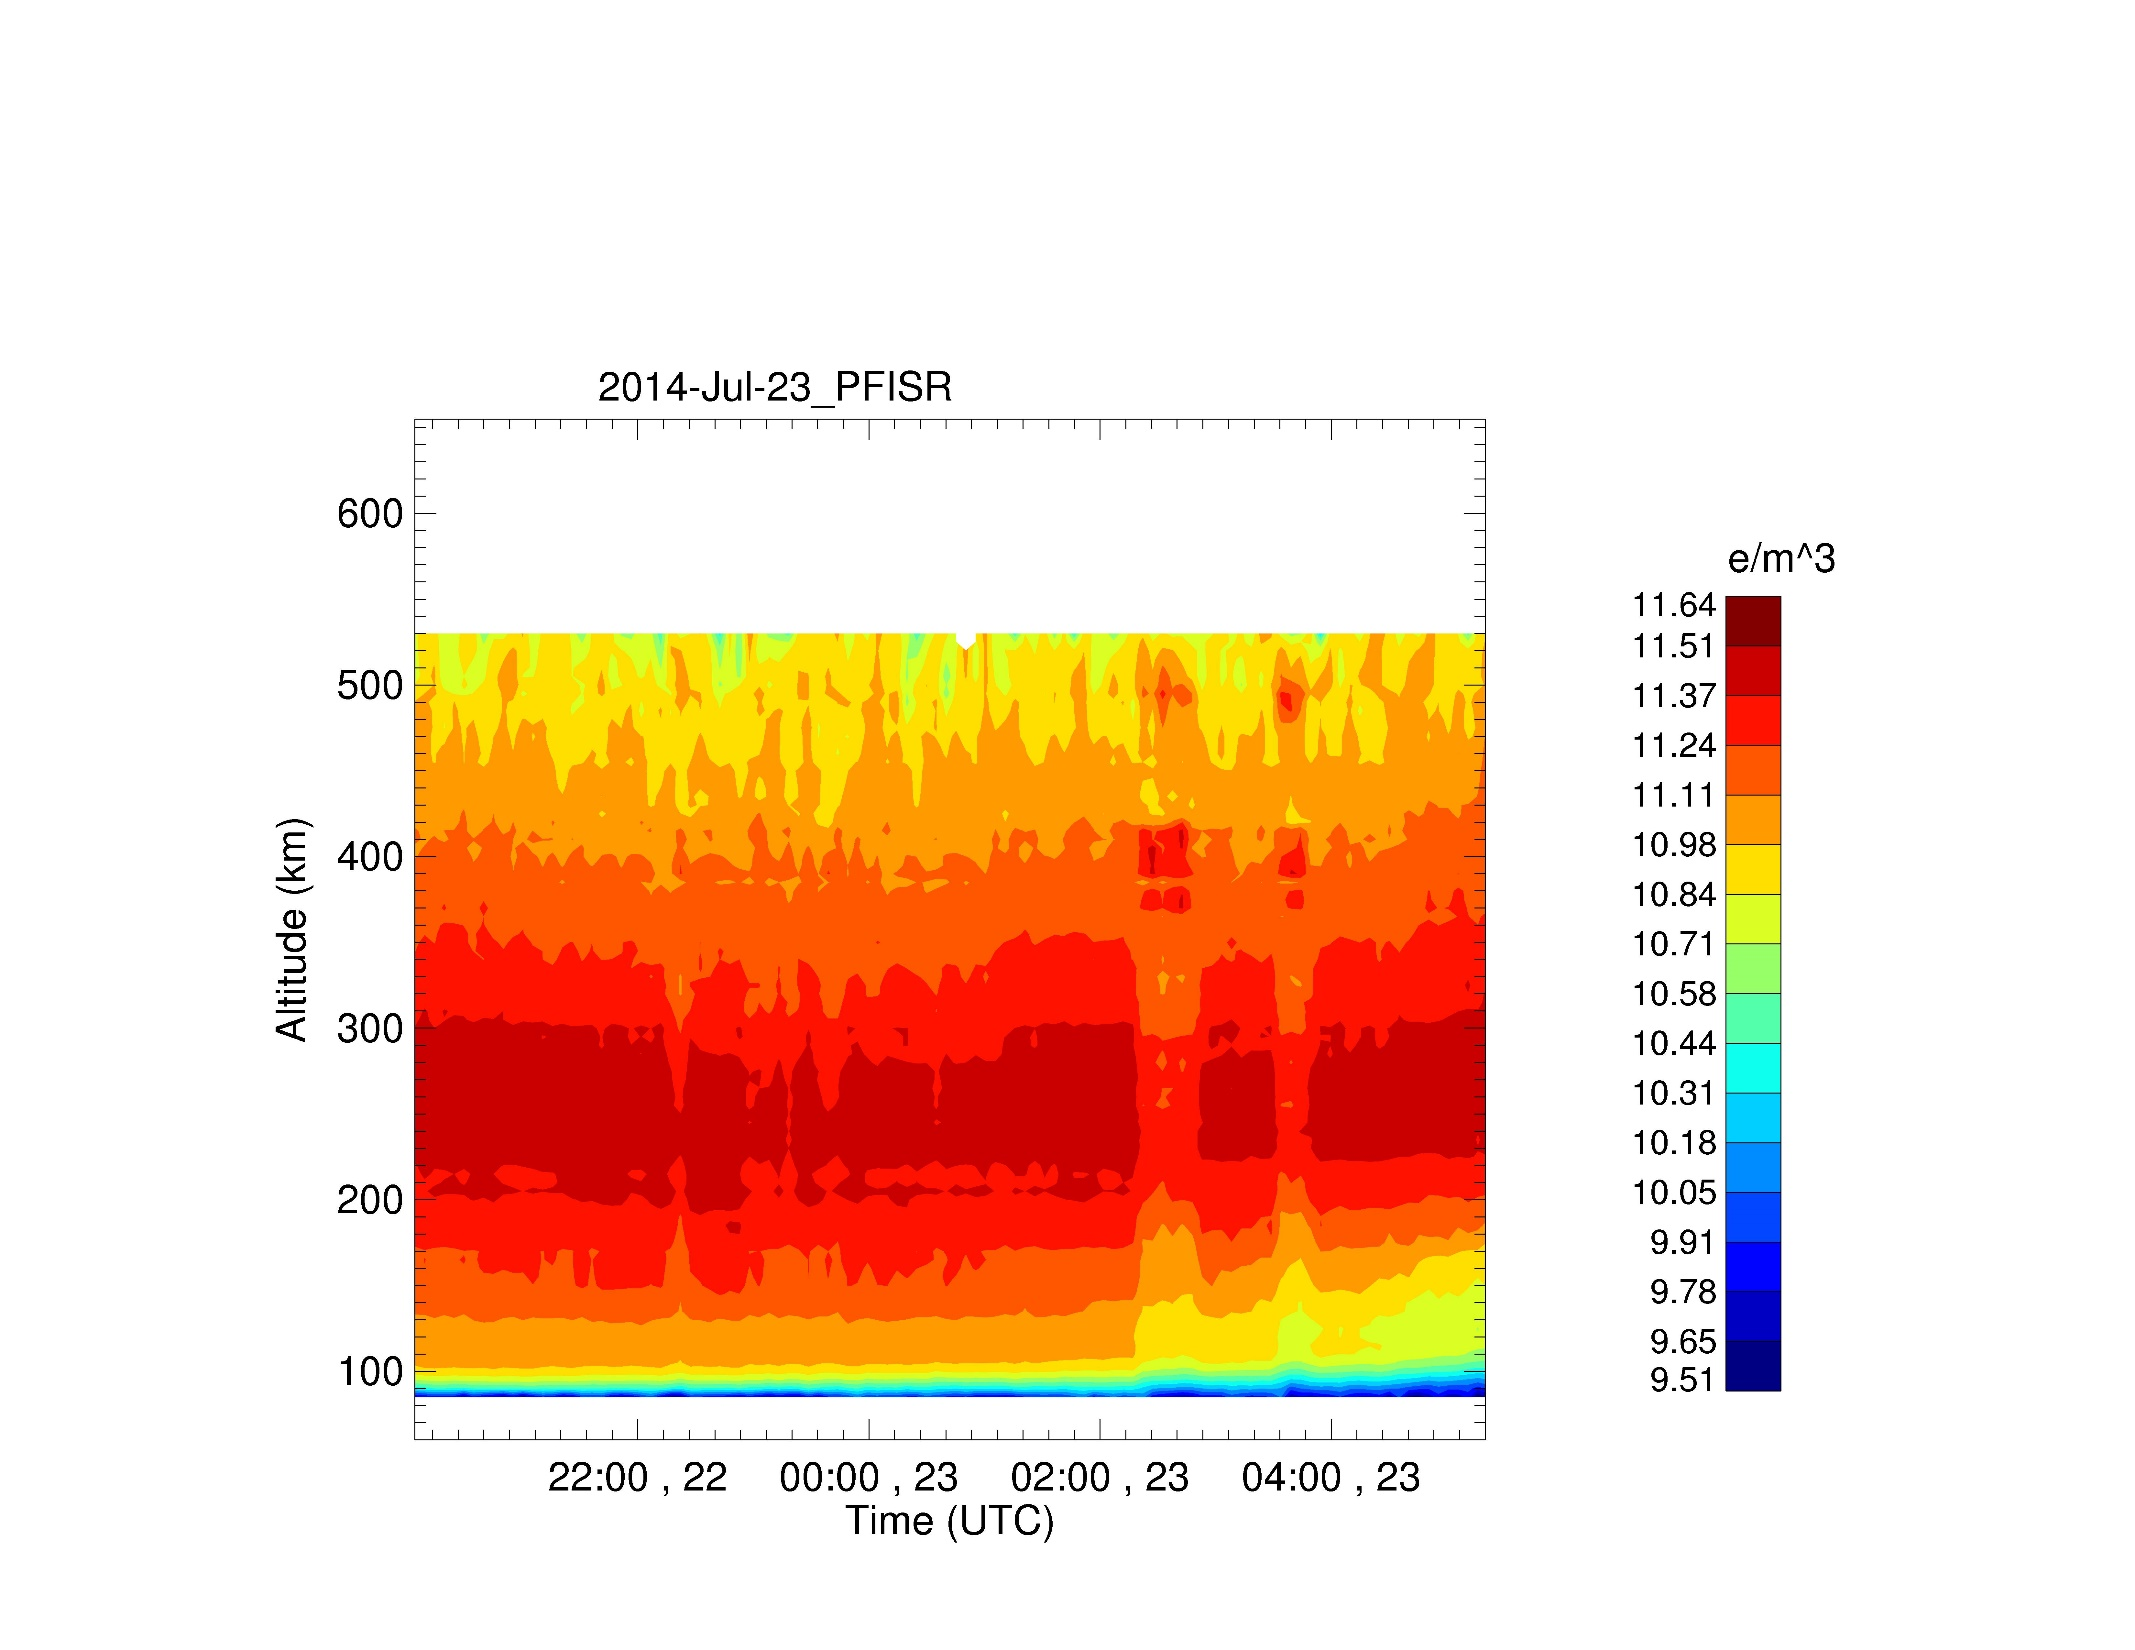 2014-Jul-23_PFISR
600
500
400
300
200
100
Altitude (km)
22:00 , 22
00:00 , 23
02:00 , 23
04:00 , 23
Time (UTC)
e/m^3
11.64
11.51
11.37
11.24
11.11
10.98
10.84
10.71
10.58
10.44
10.31
10.18
10.05
9.91
9.78
9.65
9.51